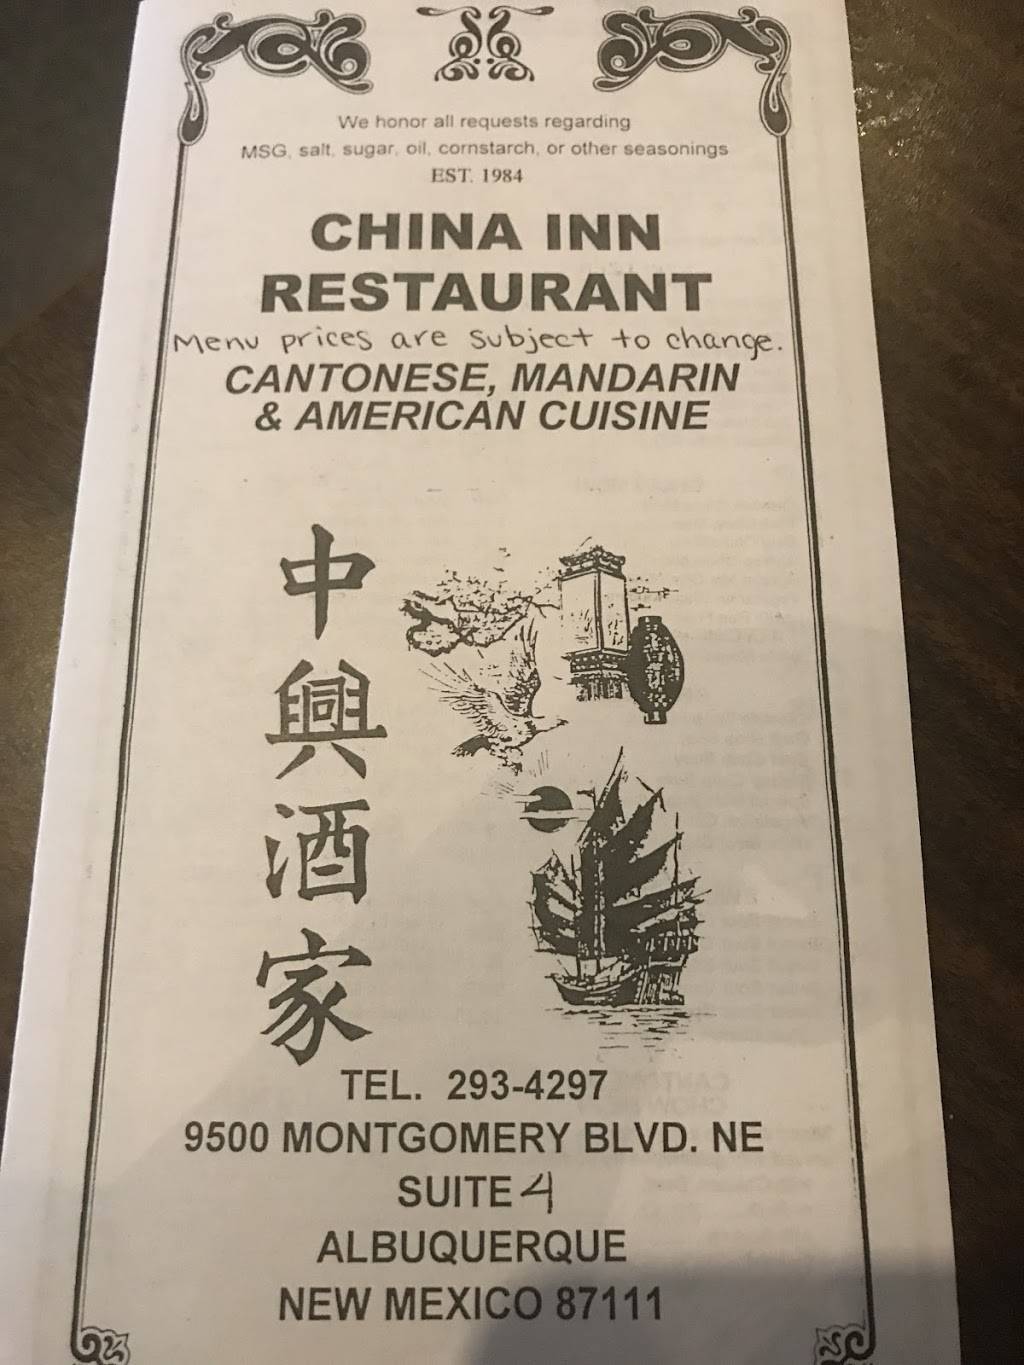 We honor all requests regarding
MSG, salt, sugar, oil, cornstarch, or other seasonings
EST. 1984
CHINA INN
RESTAURANT
Menu prices are subject to change.
CANTONESE, MANDARIN
& AMERICAN CUISINE
中興酒家
TEL. 293-4297
9500 MONTGOMERY BLVD. NE
SUITE 4
ALBUQUERQUE
NEW MEXICO 87111